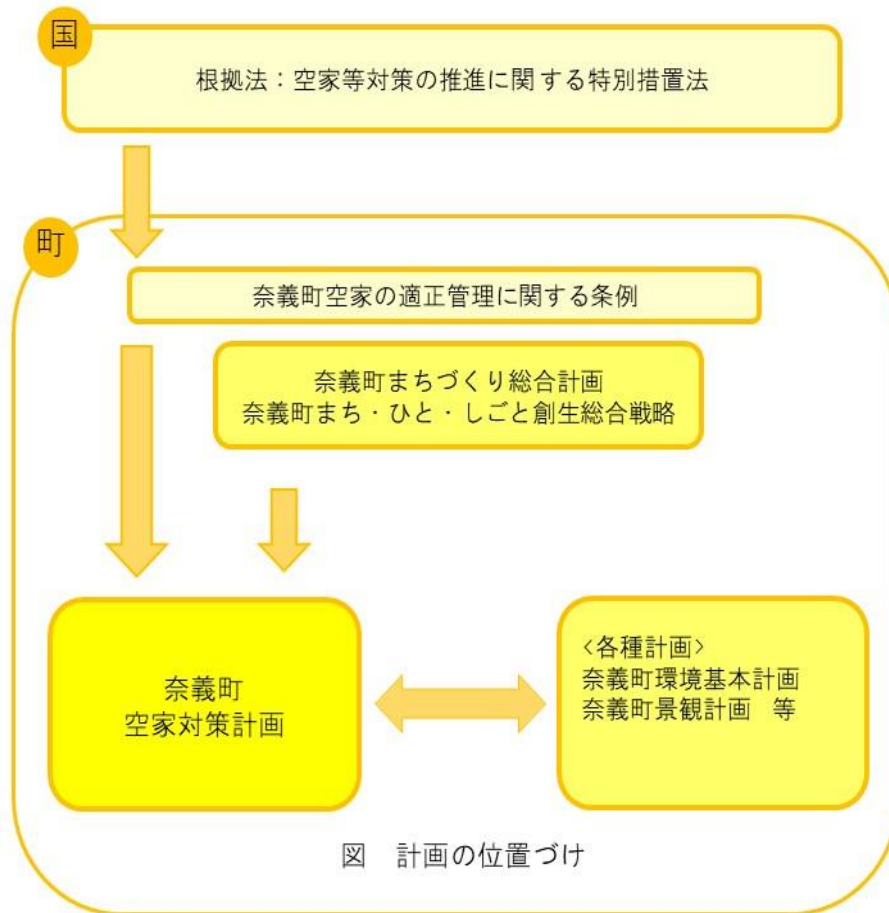 国
根拠法：空家等対策の推進に関する特別措置法
町
奈義町空家の適正管理に関する条例
奈義町まちづくり総合計画
奈義町まち・ひと・しごと創生総合戦略
奈義町
空家対策計画
<各種計画>
奈義町環境基本計画
奈義町景観計画　等
図　計画の位置づけ